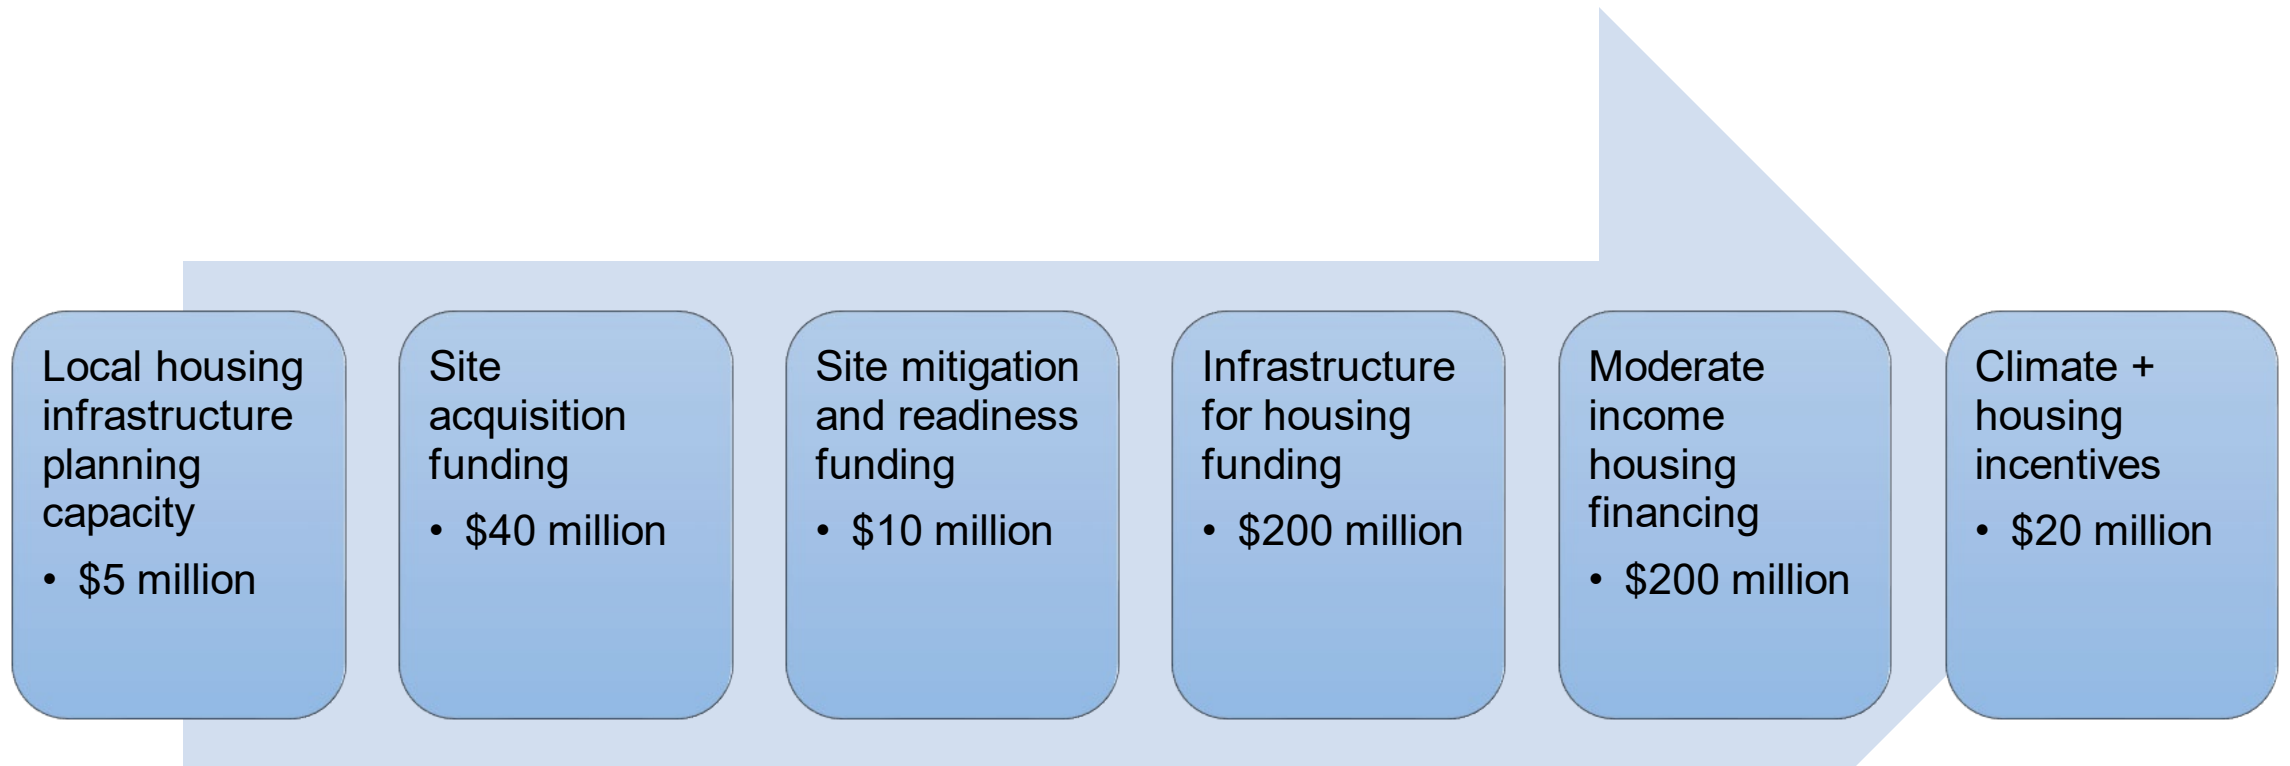 Local housing
infrastructure
planning
capacity
• $5 million
Site
acquisition
funding
• $40 million
Site mitigation
and readiness
funding
• $10 million
Infrastructure
for housing
funding
• $200 million
Moderate
income
housing
financing
• $200 million
Climate +
housing
incentives
• $20 million